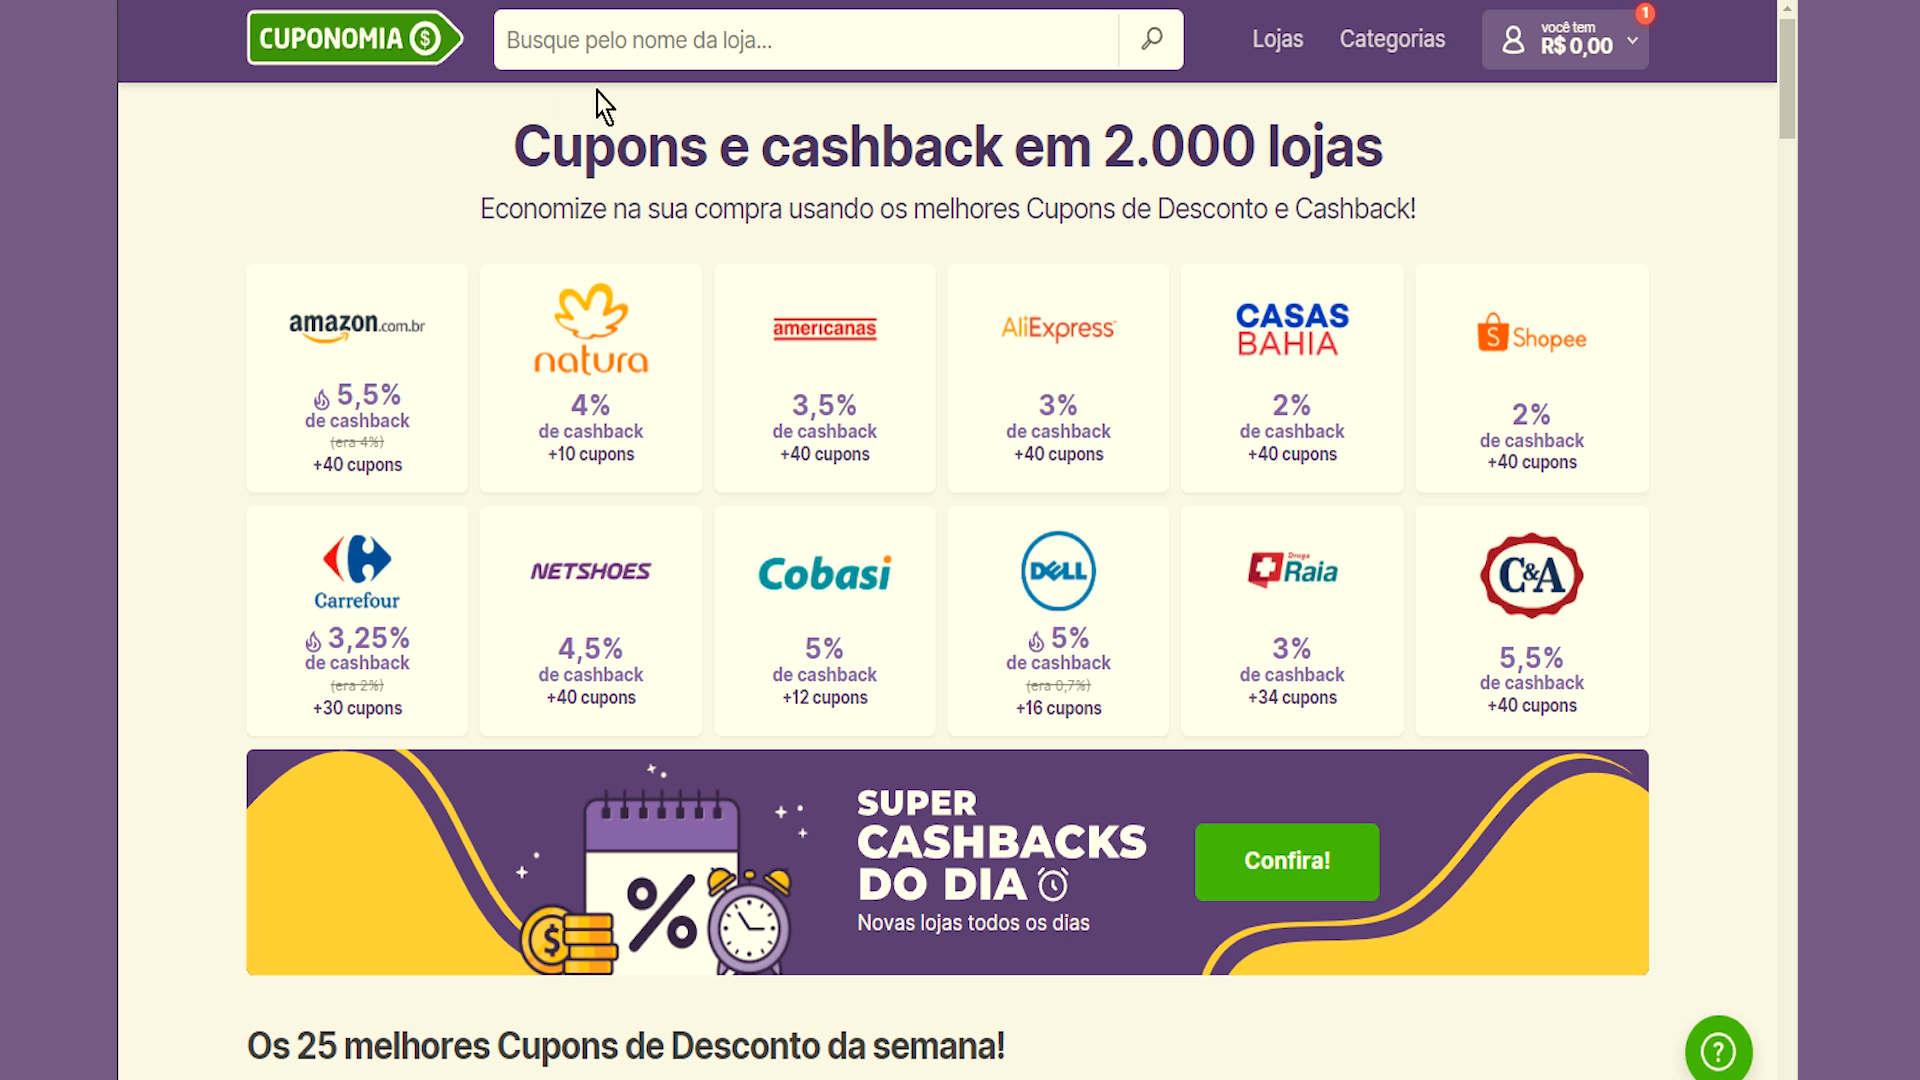 CUPONOMIA $
Busque pelo nome da loja...
Lojas
Categorias
você tem
R$ 0,00
1
Cupons e cashback em 2.000 lojas
Economize na sua compra usando os melhores Cupons de Desconto e Cashback!
amazon.com.br
5,5%
de cashback
(era 4%)
+40 cupons
natura
4%
de cashback
+10 cupons
americanas
3,5%
de cashback
+40 cupons
AliExpress
3%
de cashback
+40 cupons
CASAS
BAHIA
2%
de cashback
+40 cupons
S Shopee
2%
de cashback
+40 cupons
Carrefour
3,25%
de cashback
(era 2%)
+30 cupons
NETSHOES
4,5%
de cashback
+40 cupons
Cobasi
5%
de cashback
+12 cupons
DELL
5%
de cashback
(era 0,7%)
+16 cupons
Droga
Raia
3%
de cashback
+34 cupons
C&A
5,5%
de cashback
+40 cupons
SUPER
CASHBACKS
DO DIA
Novas lojas todos os dias
Confira!
%
$
Os 25 melhores Cupons de Desconto da semana!
?